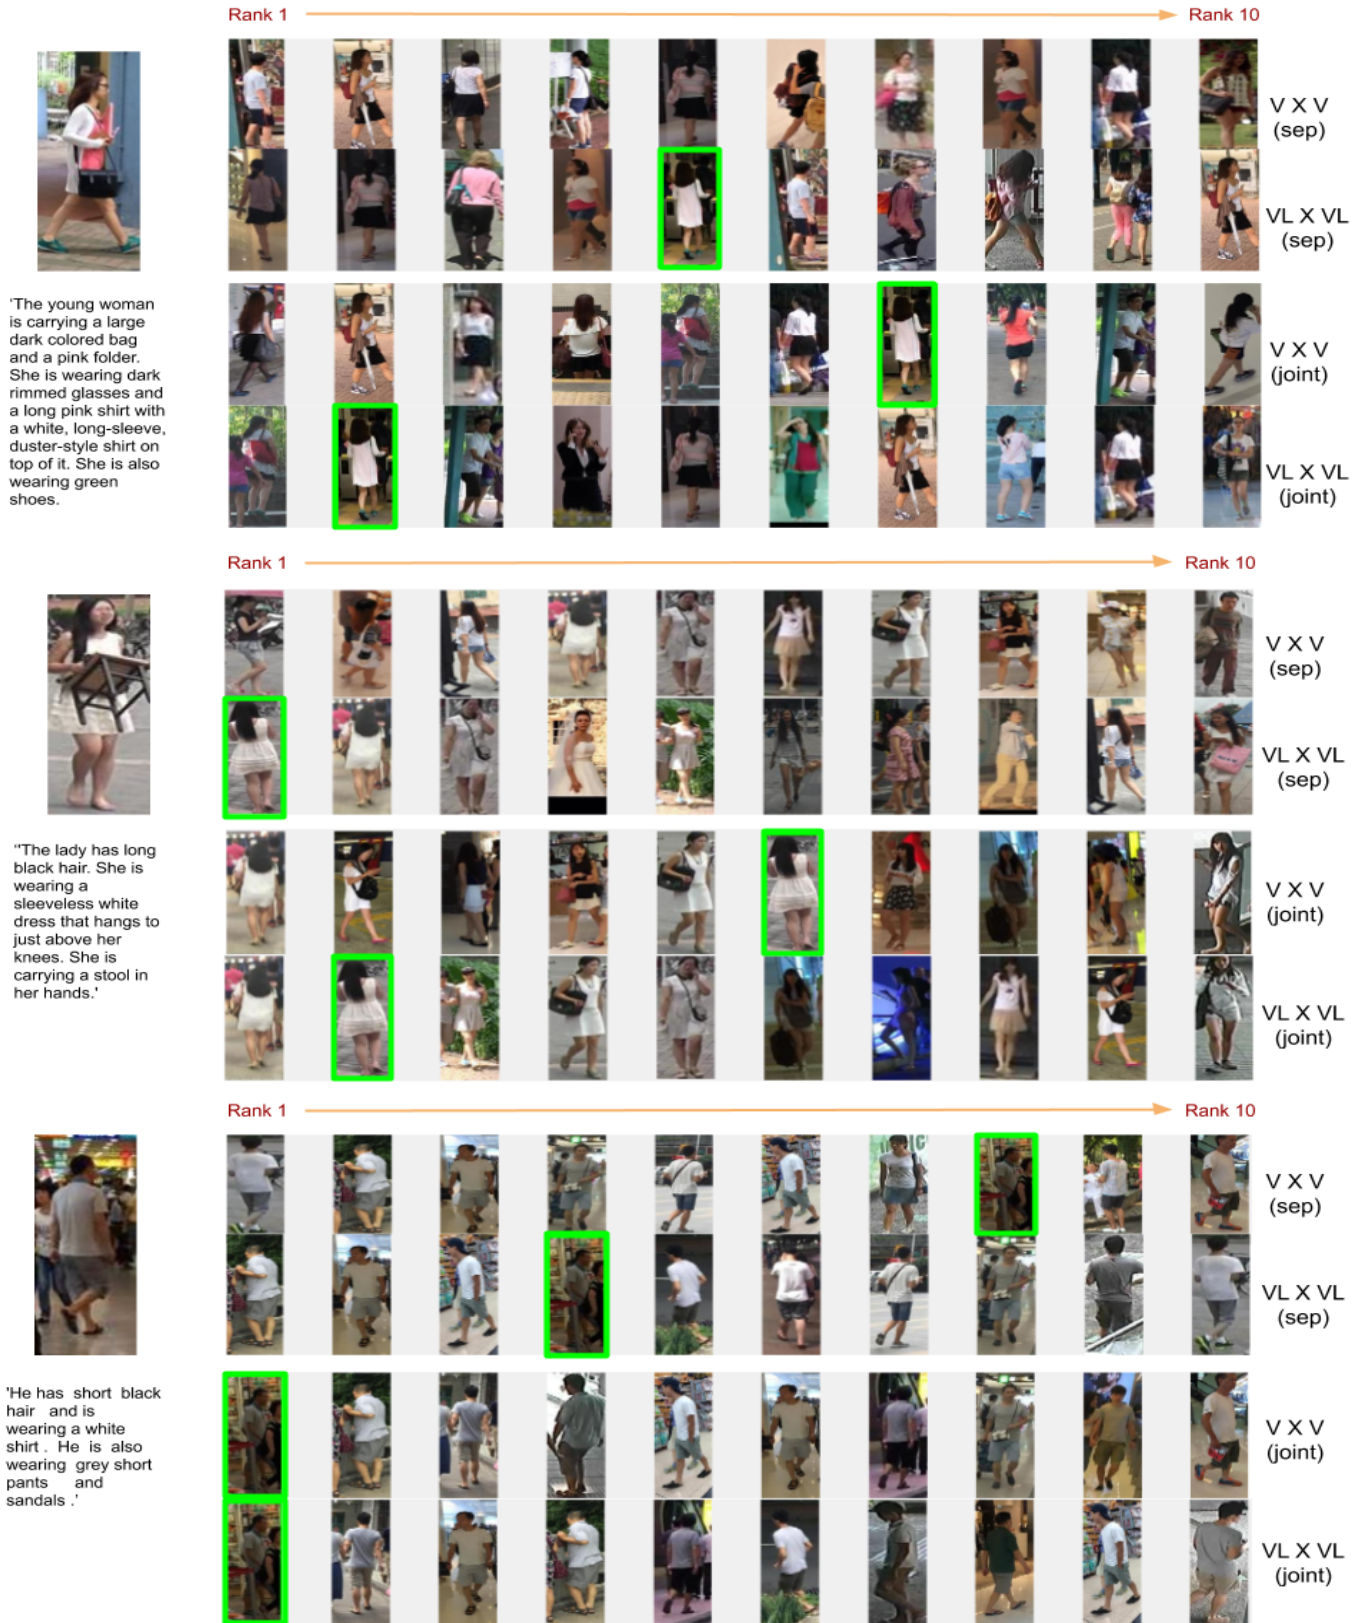 Rank 1
Rank 10
V X V
(sep)
VL X VL
(sep)
'The young woman
is carrying a large
dark colored bag
and a pink folder.
She is wearing dark
rimmed glasses and
a long pink shirt with
a white, long-sleeve,
duster-style shirt on
top of it. She is also
wearing green
shoes.
V X V
(joint)
VL X VL
(joint)
Rank 1
Rank 10
V X V
(sep)
VL X VL
(sep)
"The lady has long
black hair. She is
wearing a
sleeveless white
dress that hangs to
just above her
knees. She is
carrying a stool in
her hands.'
V X V
(joint)
VL X VL
(joint)
Rank 1
Rank 10
V X V
(sep)
VL X VL
(sep)
'He has short black
hair and is
wearing a white
shirt . He is also
wearing grey short
pants and
sandals .'
V X V
(joint)
VL X VL
(joint)